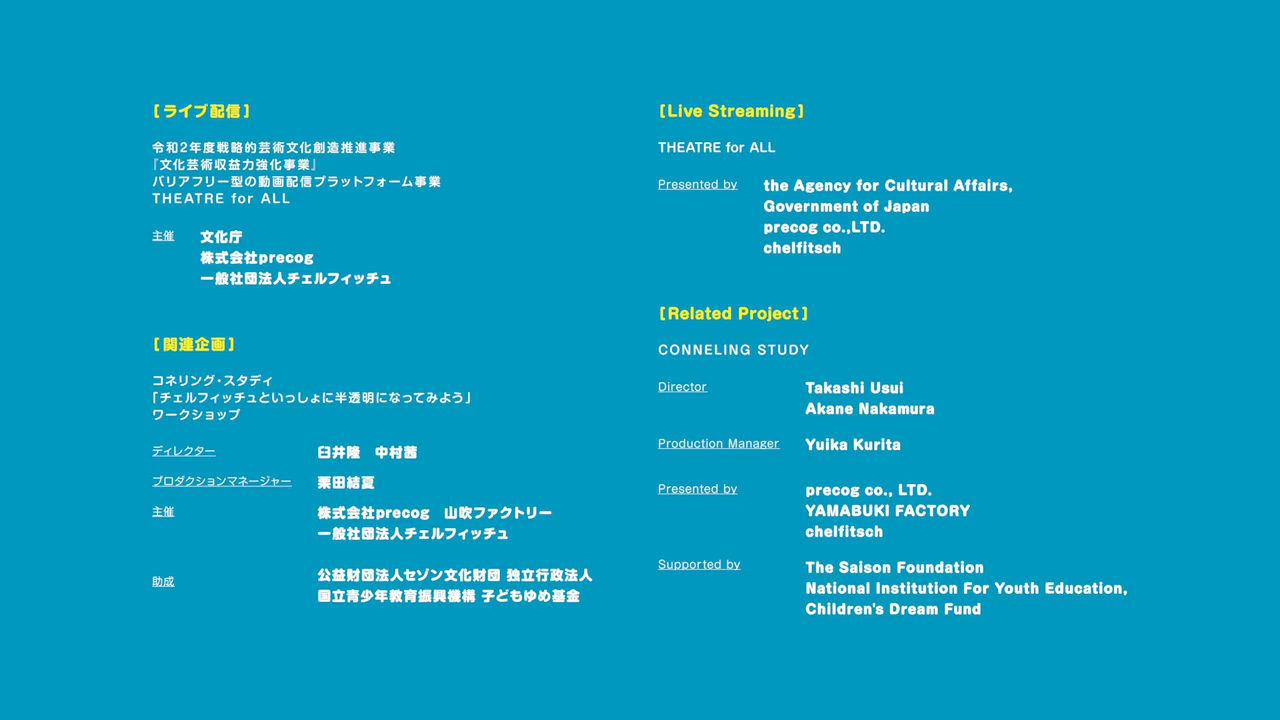 [ライブ配信]
令和2年度戦略的芸術文化創造推進事業
『文化芸術収益力強化事業』
バリアフリー型の動画配信プラットフォーム事業
THEATRE for ALL
主催 文化庁
株式会社precog
一般社団法人チェルフィッチュ
[関連企画]
コネリング・スタディ
「チェルフィッチュといっしょに半透明になってみよう」
ワークショップ
ディレクター 臼井隆 中村茜
プロダクションマネージャー 栗田結夏
主催 株式会社precog 山吹ファクトリー
一般社団法人チェルフィッチュ
助成 公益財団法人セゾン文化財団 独立行政法人
国立青少年教育振興機構 子どもゆめ基金
[Live Streaming]
THEATRE for ALL
Presented by the Agency for Cultural Affairs,
Government of Japan
precog co.,LTD.
chelfitsch
[Related Project]
CONNELING STUDY
Director Takashi Usui
Akane Nakamura
Production Manager Yuika Kurita
Presented by precog co., LTD.
YAMABUKI FACTORY
chelfitsch
Supported by The Saison Foundation
National Institution For Youth Education,
Children's Dream Fund